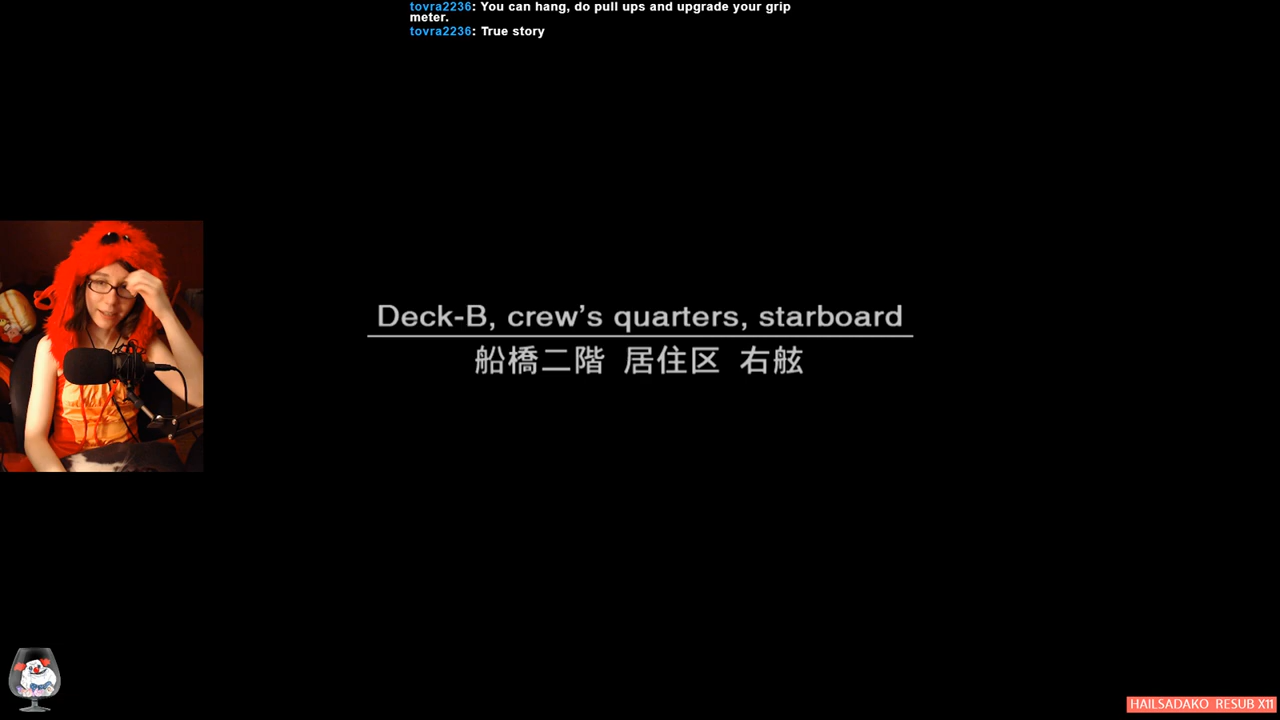 tovra2236: You can hang, do pull ups and upgrade your grip
meter.
tovra2236: True story
Deck-B, crew's quarters, starboard
船橋二階 居住区 右舷
HAILSADAKO RESUB X11